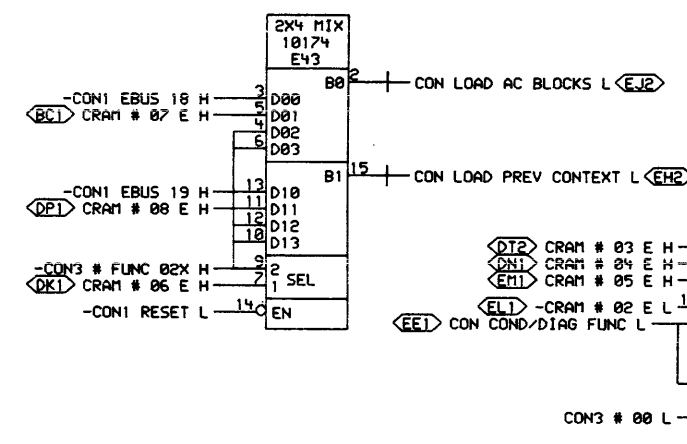 2X4 MIX
10174
E43
B0 2 CON LOAD AC BLOCKS L EJ2
-CON1 EBUS 18 H 3 D00
BC1 CRAM # 07 E H 5 D01
4 D02
6 D03
B1 15 CON LOAD PREV CONTEXT L EH2
-CON1 EBUS 19 H 13 D10
DP1 CRAM # 08 E H 11 D11
12 D12
10 D13
-CON3 # FUNC 02X H 9 2
DK1 CRAM # 06 E H 7 1 SEL
-CON1 RESET L 14 EN
DT2 CRAM # 03 E H
DN1 CRAM # 04 E H
EM1 CRAM # 05 E H
EL1 -CRAM # 02 E L 1
EE1 CON COND/DIAG FUNC L
CON3 # 00 L